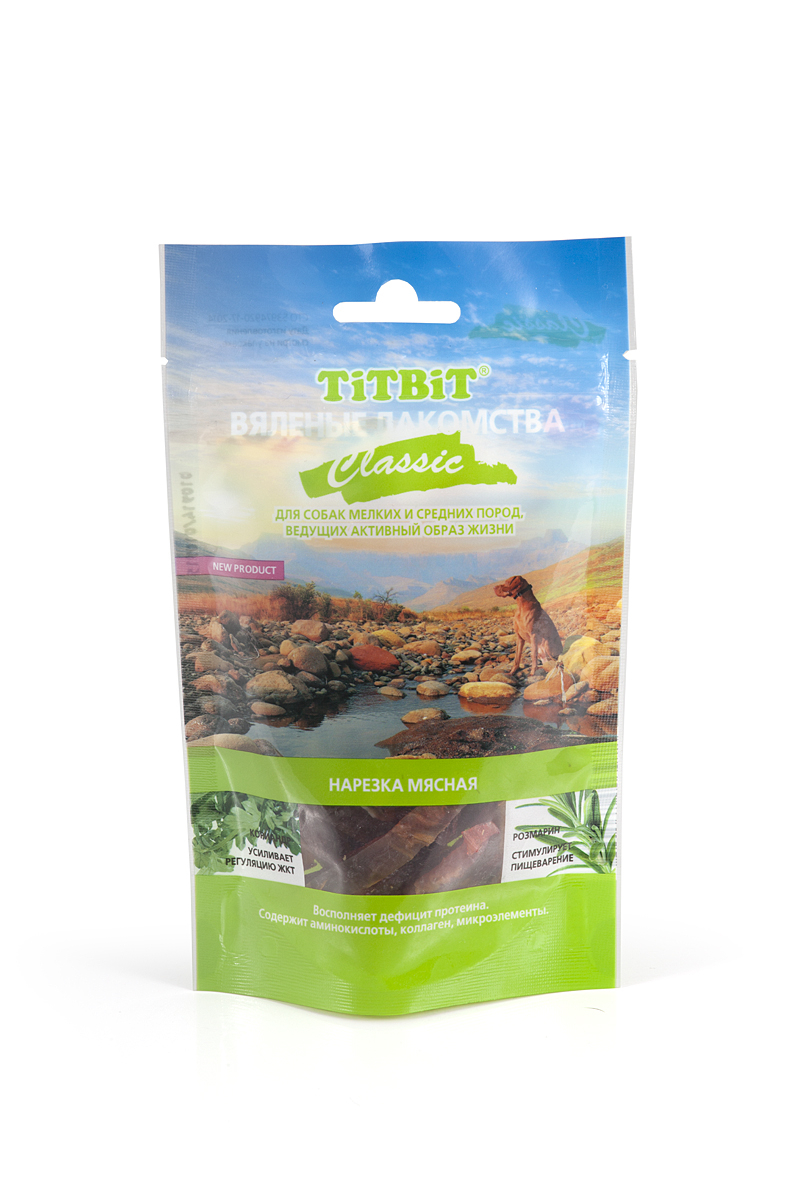 TiTBiT®
ВЯЛЕНЫЕ ЛАКОМСТВА
Classic
ДЛЯ СОБАК МЕЛКИХ И СРЕДНИХ ПОРОД,
ВЕДУЩИХ АКТИВНЫЙ ОБРАЗ ЖИЗНИ
NEW PRODUCT
НАРЕЗКА МЯСНАЯ
УСИЛИВАЕТ
РЕГУЛЯЦИЮ ЖКТ
РОЗМАРИН
СТИМУЛИРУЕТ
ПИЩЕВАРЕНИЕ
Восполняет дефицит протеина.
Содержит аминокислоты, коллаген, микроэлементы.